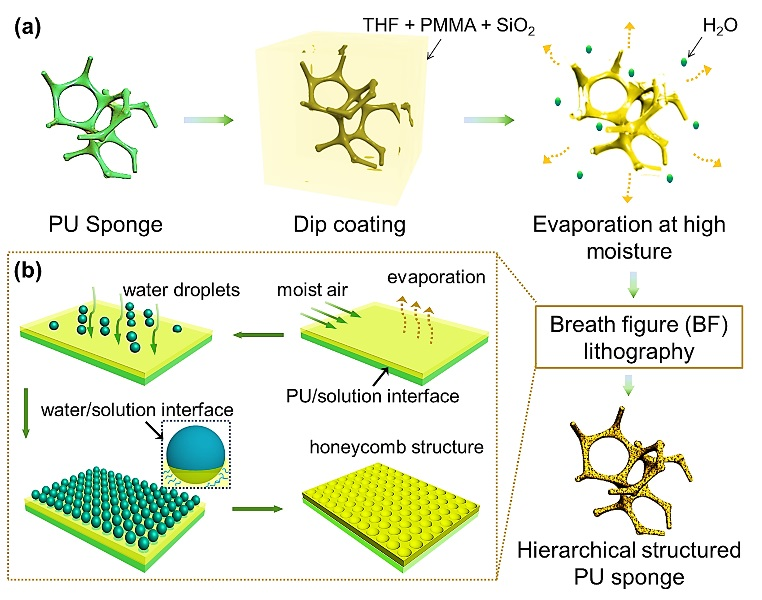 (a)
THF + PMMA + SiO₂
H₂O
PU Sponge
Dip coating
Evaporation at high
moisture
(b)
water droplets
moist air
evaporation
PU/solution interface
Breath figure (BF)
lithography
water/solution interface
honeycomb structure
Hierarchical structured
PU sponge